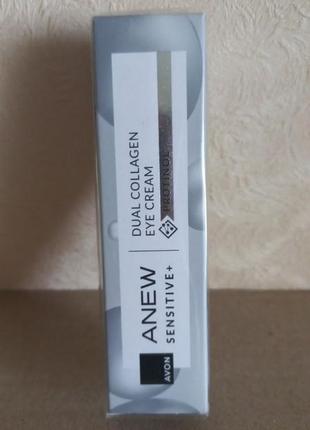 AVON
ANEW
SENSITIVE+
DUAL COLLAGEN
EYE CREAM
PROTINOL